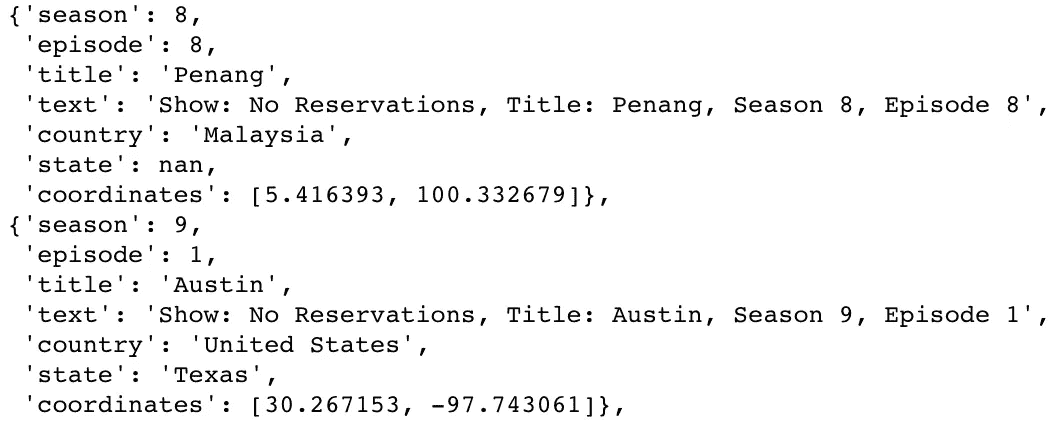 {'season': 8,
'episode': 8,
'title': 'Penang',
'text': 'Show: No Reservations, Title: Penang, Season 8, Episode 8',
'country': 'Malaysia',
'state': nan,
'coordinates': [5.416393, 100.332679]},
{'season': 9,
'episode': 1,
'title': 'Austin',
'text': 'Show: No Reservations, Title: Austin, Season 9, Episode 1',
'country': 'United States',
'state': 'Texas',
'coordinates': [30.267153, -97.743061]},